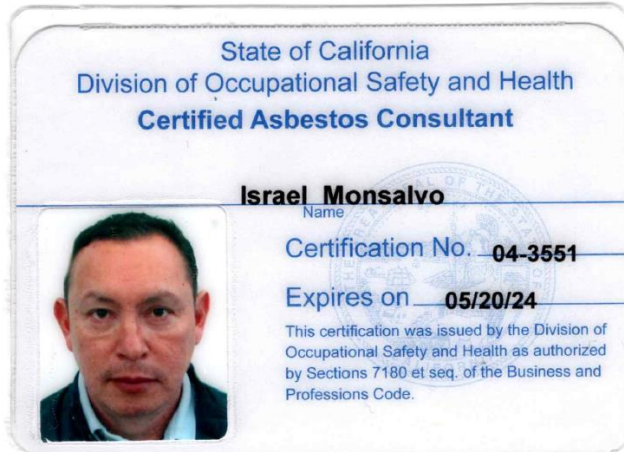 State of California
Division of Occupational Safety and Health
Certified Asbestos Consultant
Israel Monsalvo
Name
Certification No. 04-3551
Expires on 05/20/24
This certification was issued by the Division of
Occupational Safety and Health as authorized
by Sections 7180 et seq. of the Business and
Professions Code.